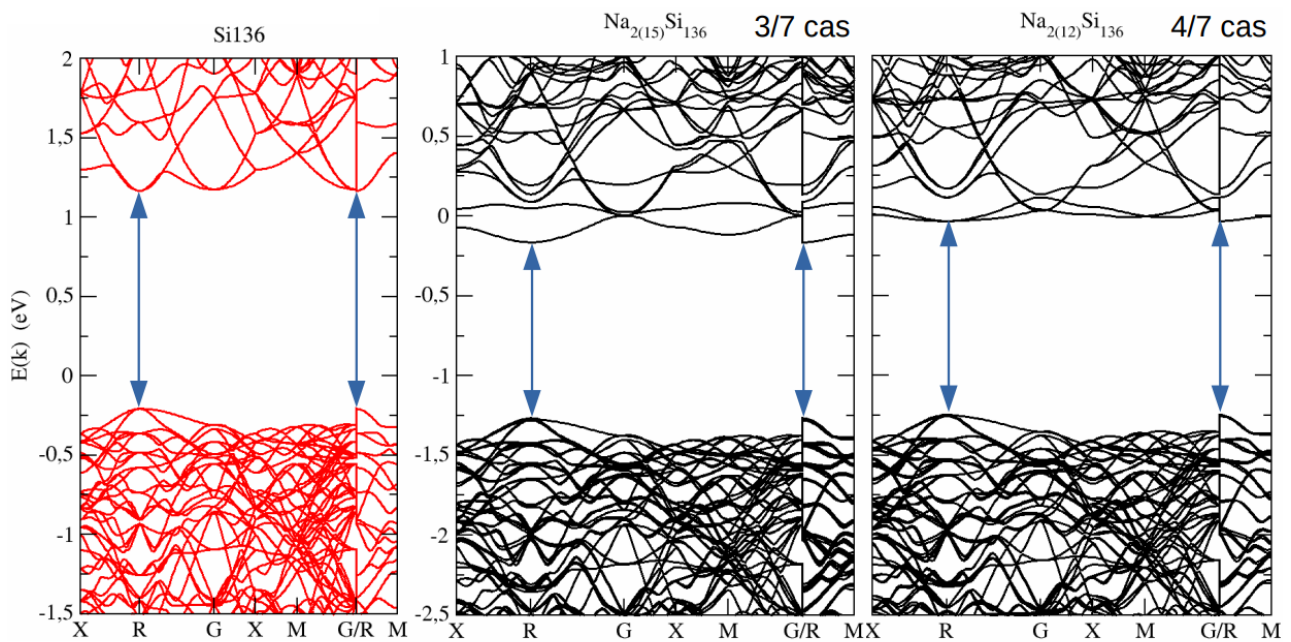 Si136
Na2(15)Si136 3/7 cas
Na2(12)Si136 4/7 cas
E(k) (eV)
2
1,5
1
0,5
0
-0,5
-1
-1,5
X R G X M G/R M
1
0,5
0
-0,5
-1
-1,5
-2
-2,5
X R G X M G/R M
X R G X M G/R M